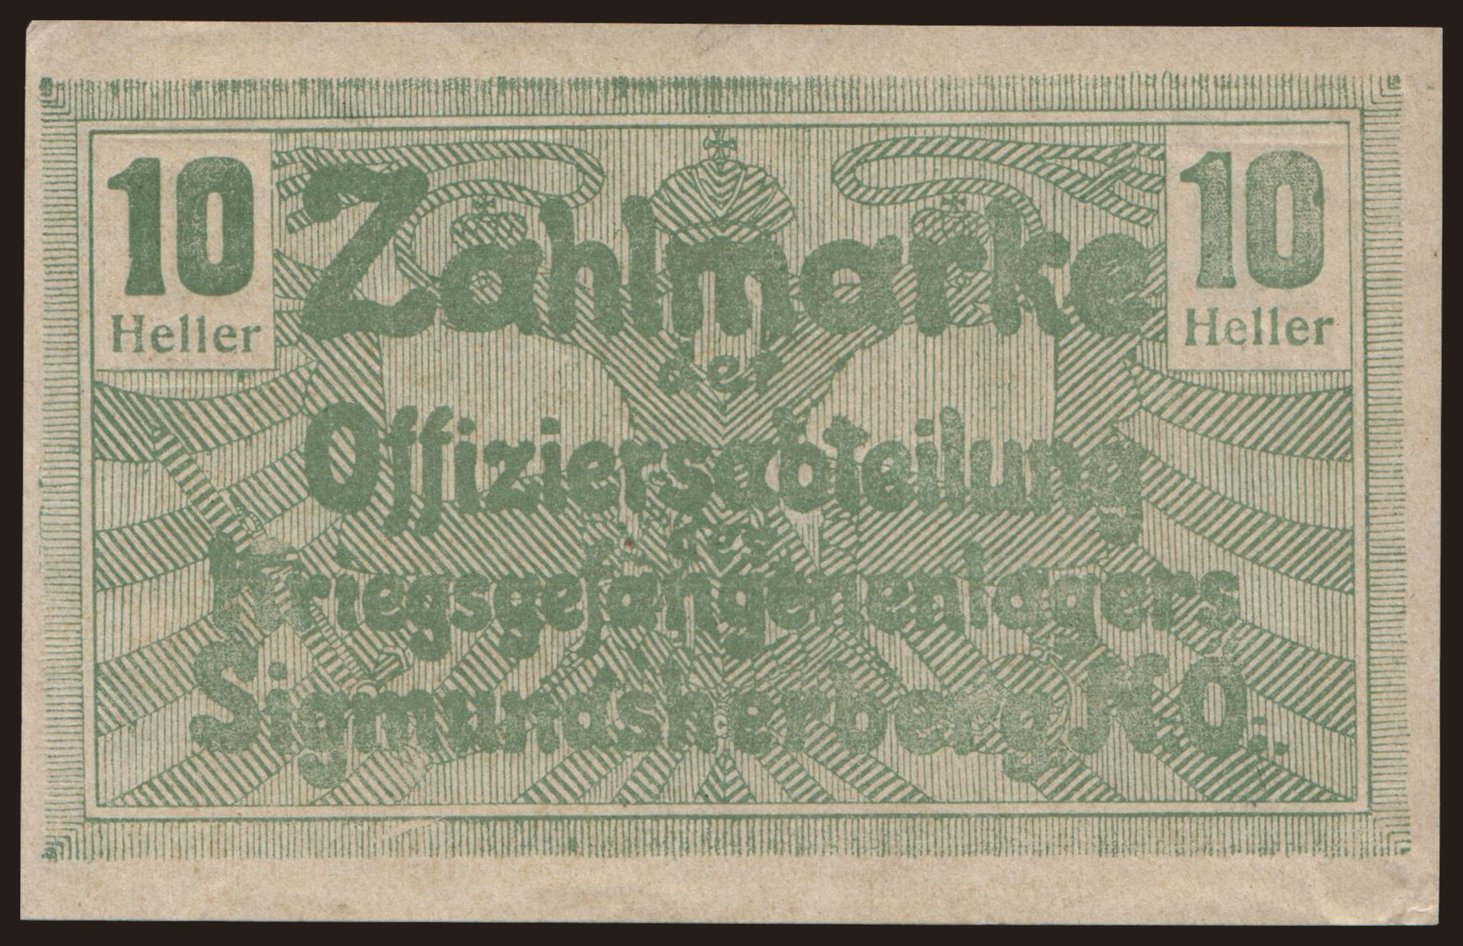 10 Heller
Zahlmarke
10 Heller
der
Offiziersabteilung
des
Kriegsgefangenenlagers
Sigmundsherberg, N.Ö..